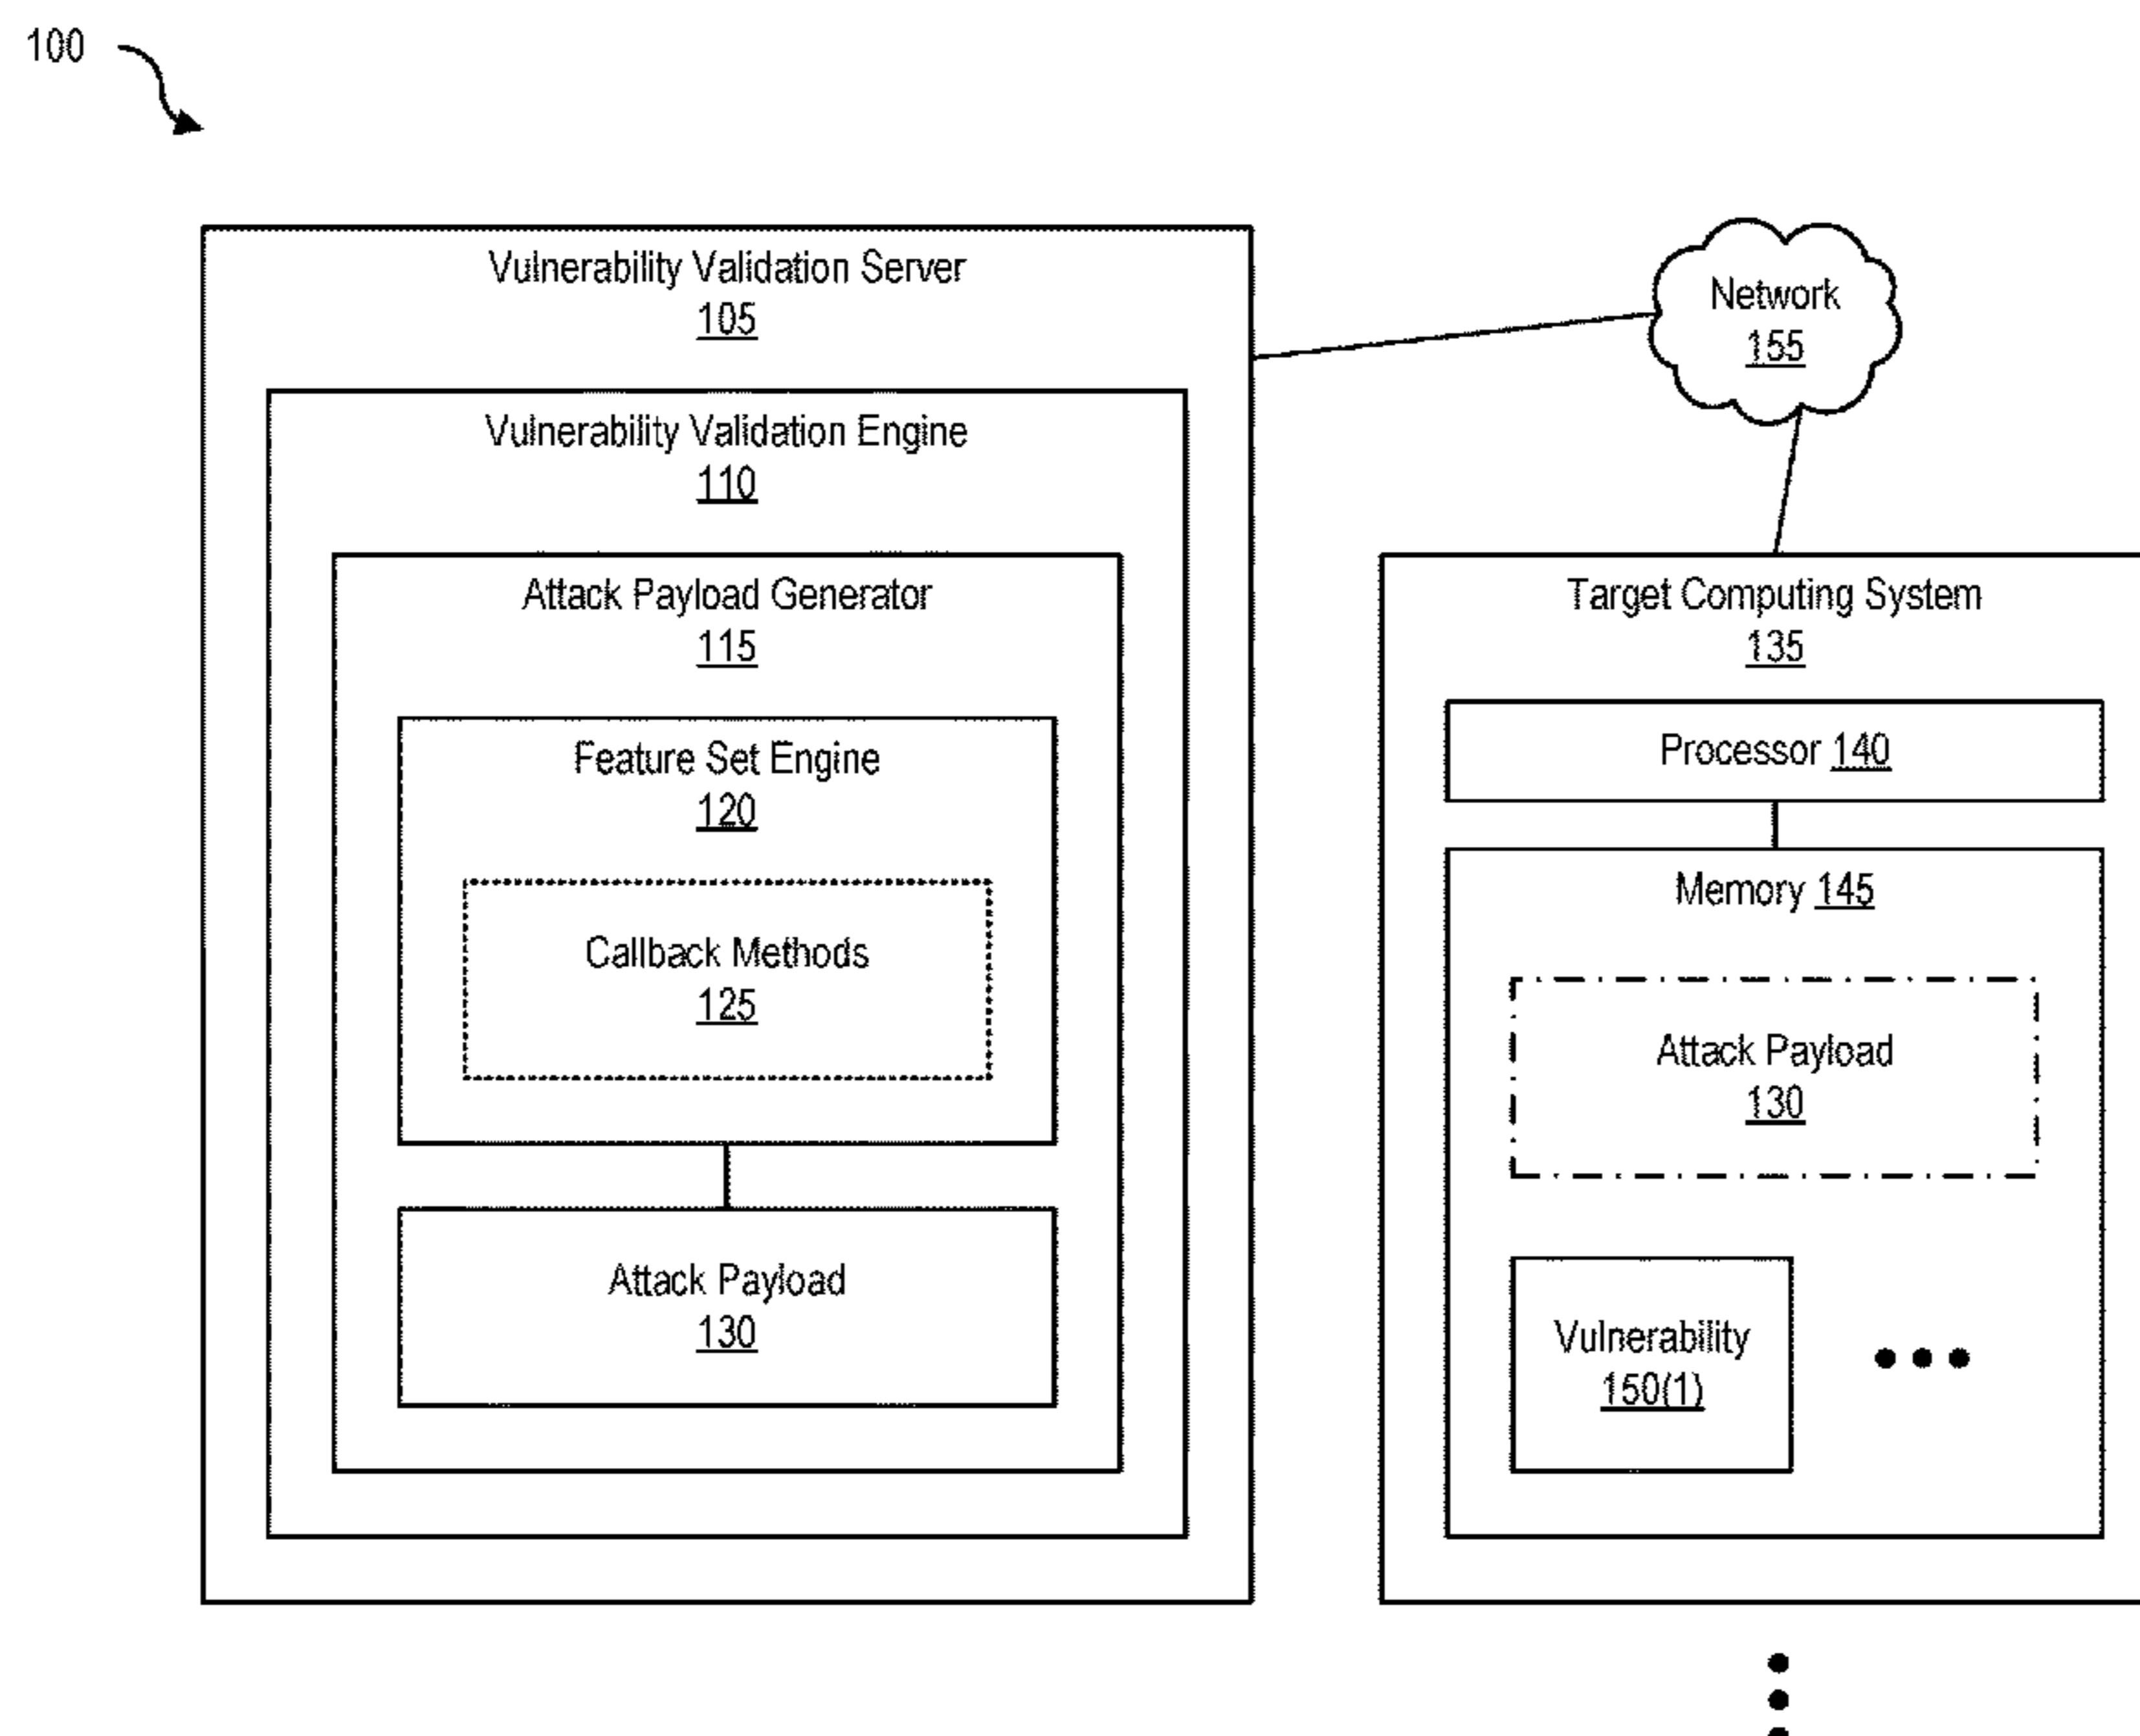 100
Vulnerability Validation Server
105
Vulnerability Validation Engine
110
Attack Payload Generator
115
Feature Set Engine
120
Callback Methods
125
Attack Payload
130
Network
155
Target Computing System
135
Processor 140
Memory 145
Attack Payload
130
Vulnerability
150(1)